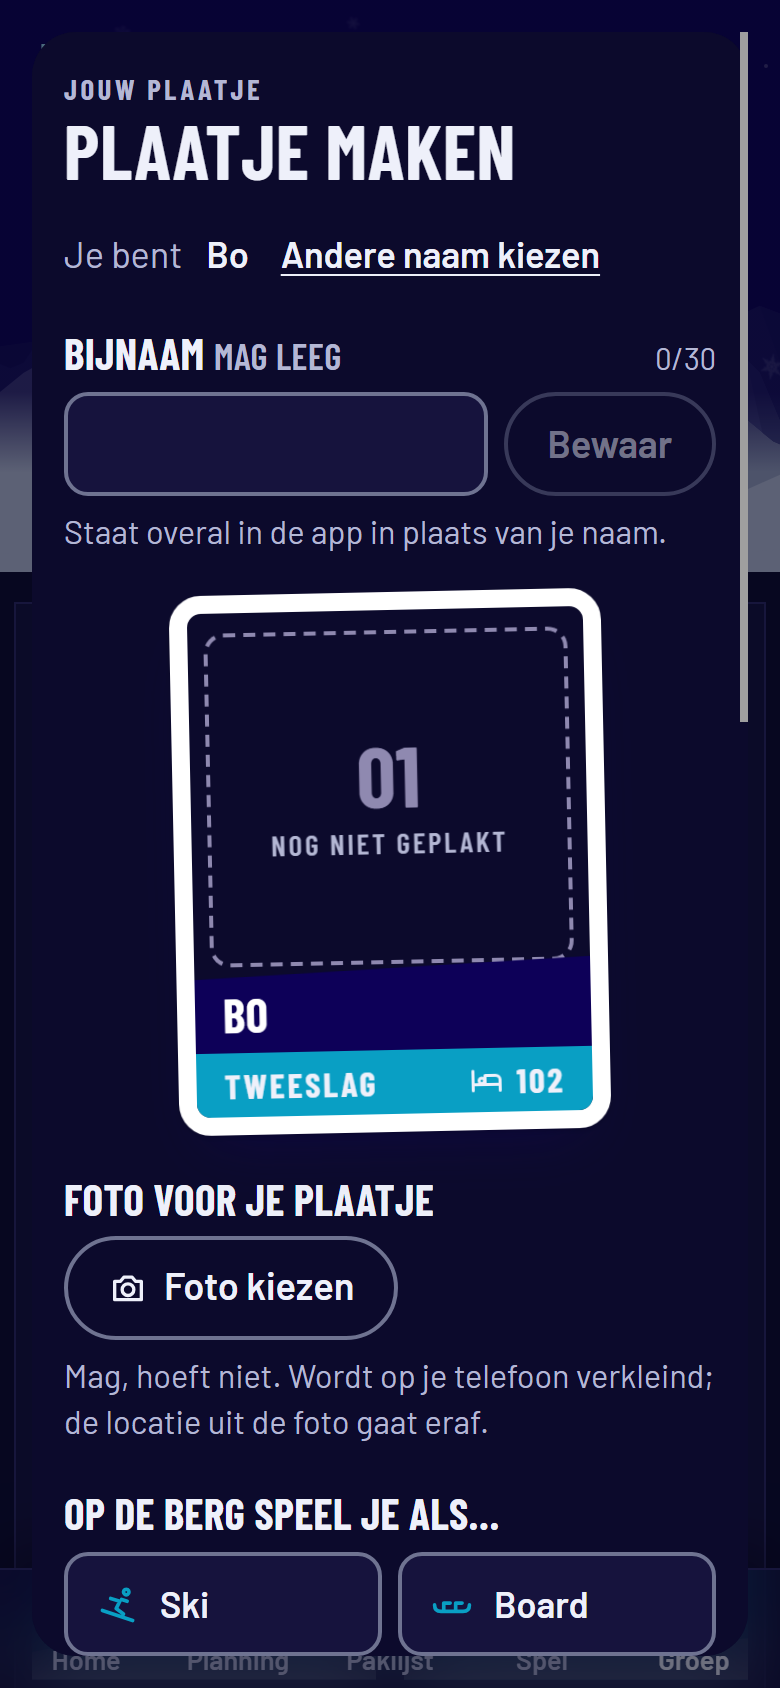 JOUW PLAATJE
PLAATJE MAKEN
Je bent Bo Andere naam kiezen
BIJNAAM MAG LEEG 0/30
Bewaar
Staat overal in de app in plaats van je naam.
01
NOG NIET GEPLAKT
BO
TWEESLAG 102
FOTO VOOR JE PLAATJE
Foto kiezen
Mag, hoeft niet. Wordt op je telefoon verkleind;
de locatie uit de foto gaat eraf.
OP DE BERG SPEEL JE ALS...
Ski Board
Home Planning Paklijst Spel Groep